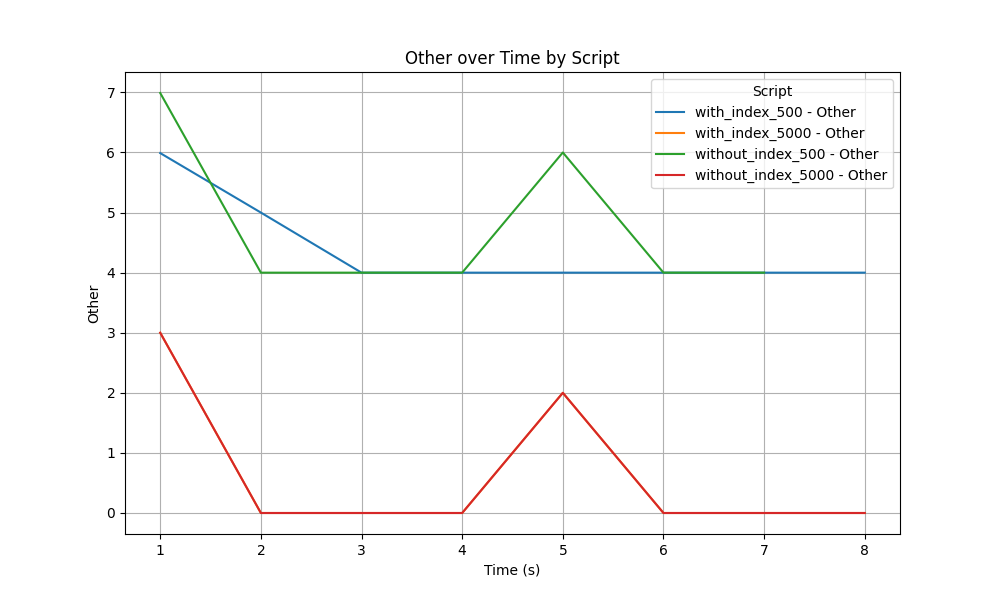 Other over Time by Script
Script
with_index_500 - Other
with_index_5000 - Other
without_index_500 - Other
without_index_5000 - Other
7
6
5
4
3
2
1
0
Other
1 2 3 4 5 6 7 8
Time (s)